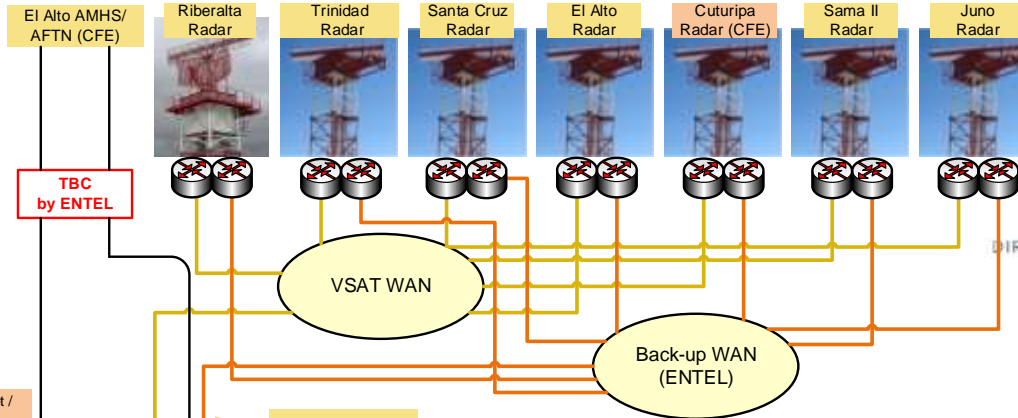 El Alto AMHS/
AFTN (CFE)
Riberalta
Radar
Trinidad
Radar
Santa Cruz
Radar
El Alto
Radar
Cuturipa
Radar (CFE)
Sama II
Radar
Juno
Radar
TBC
by ENTEL
DIF
VSAT WAN
Back-up WAN
(ENTEL)
t /